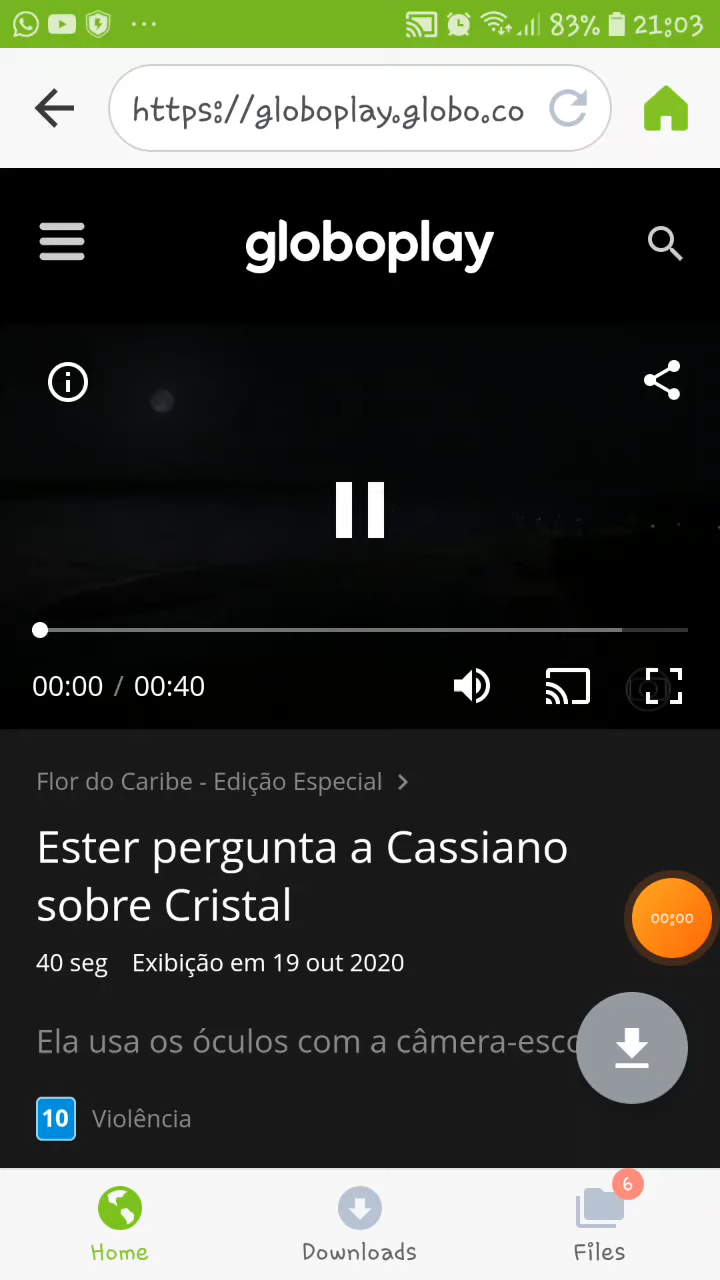 83% 21:03
https://globoplay.globo.co
globoplay
00:00 / 00:40
Flor do Caribe - Edição Especial
Ester pergunta a Cassiano
sobre Cristal
00:00
40 seg Exibição em 19 out 2020
Ela usa os óculos com a câmera-esc
10 Violência
6
Home Downloads Files